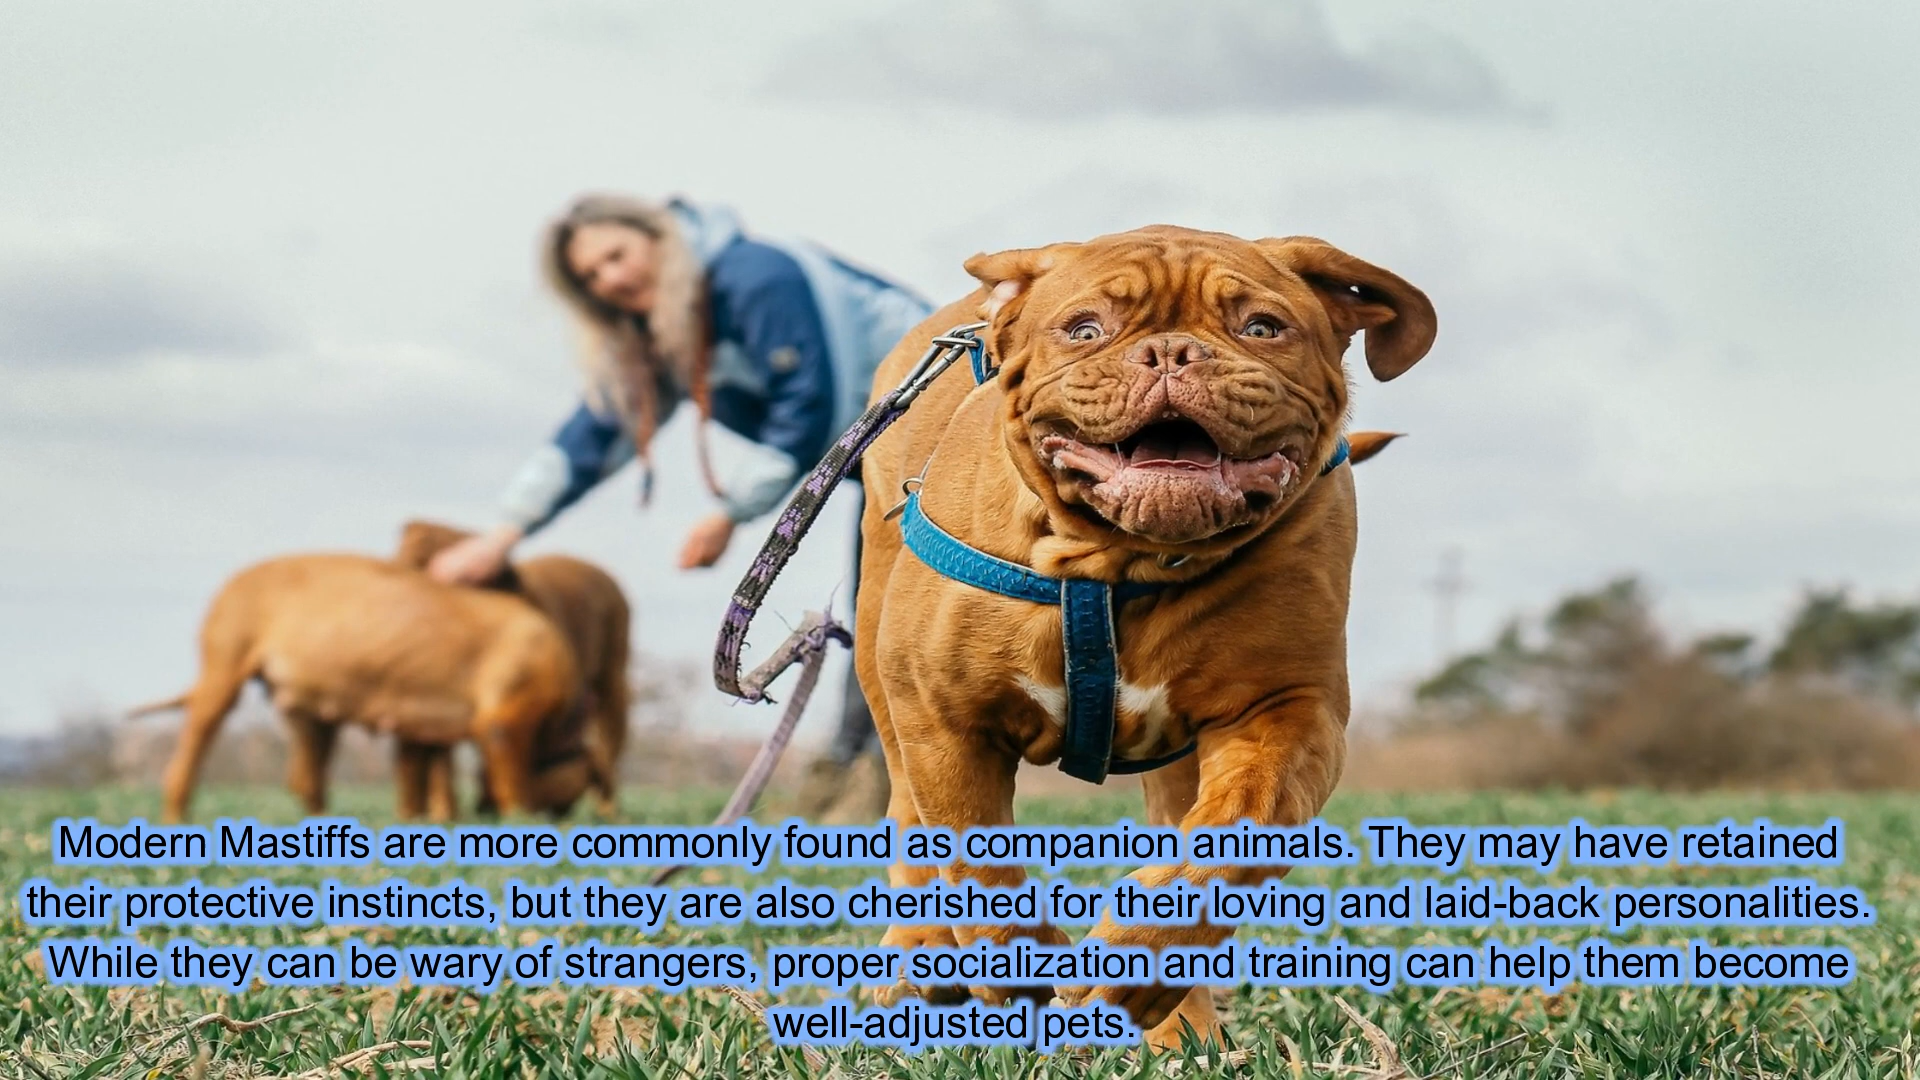 Modern Mastiffs are more commonly found as companion animals. They may have retained
their protective instincts, but they are also cherished for their loving and laid-back personalities.
While they can be wary of strangers, proper socialization and training can help them become
well-adjusted pets.